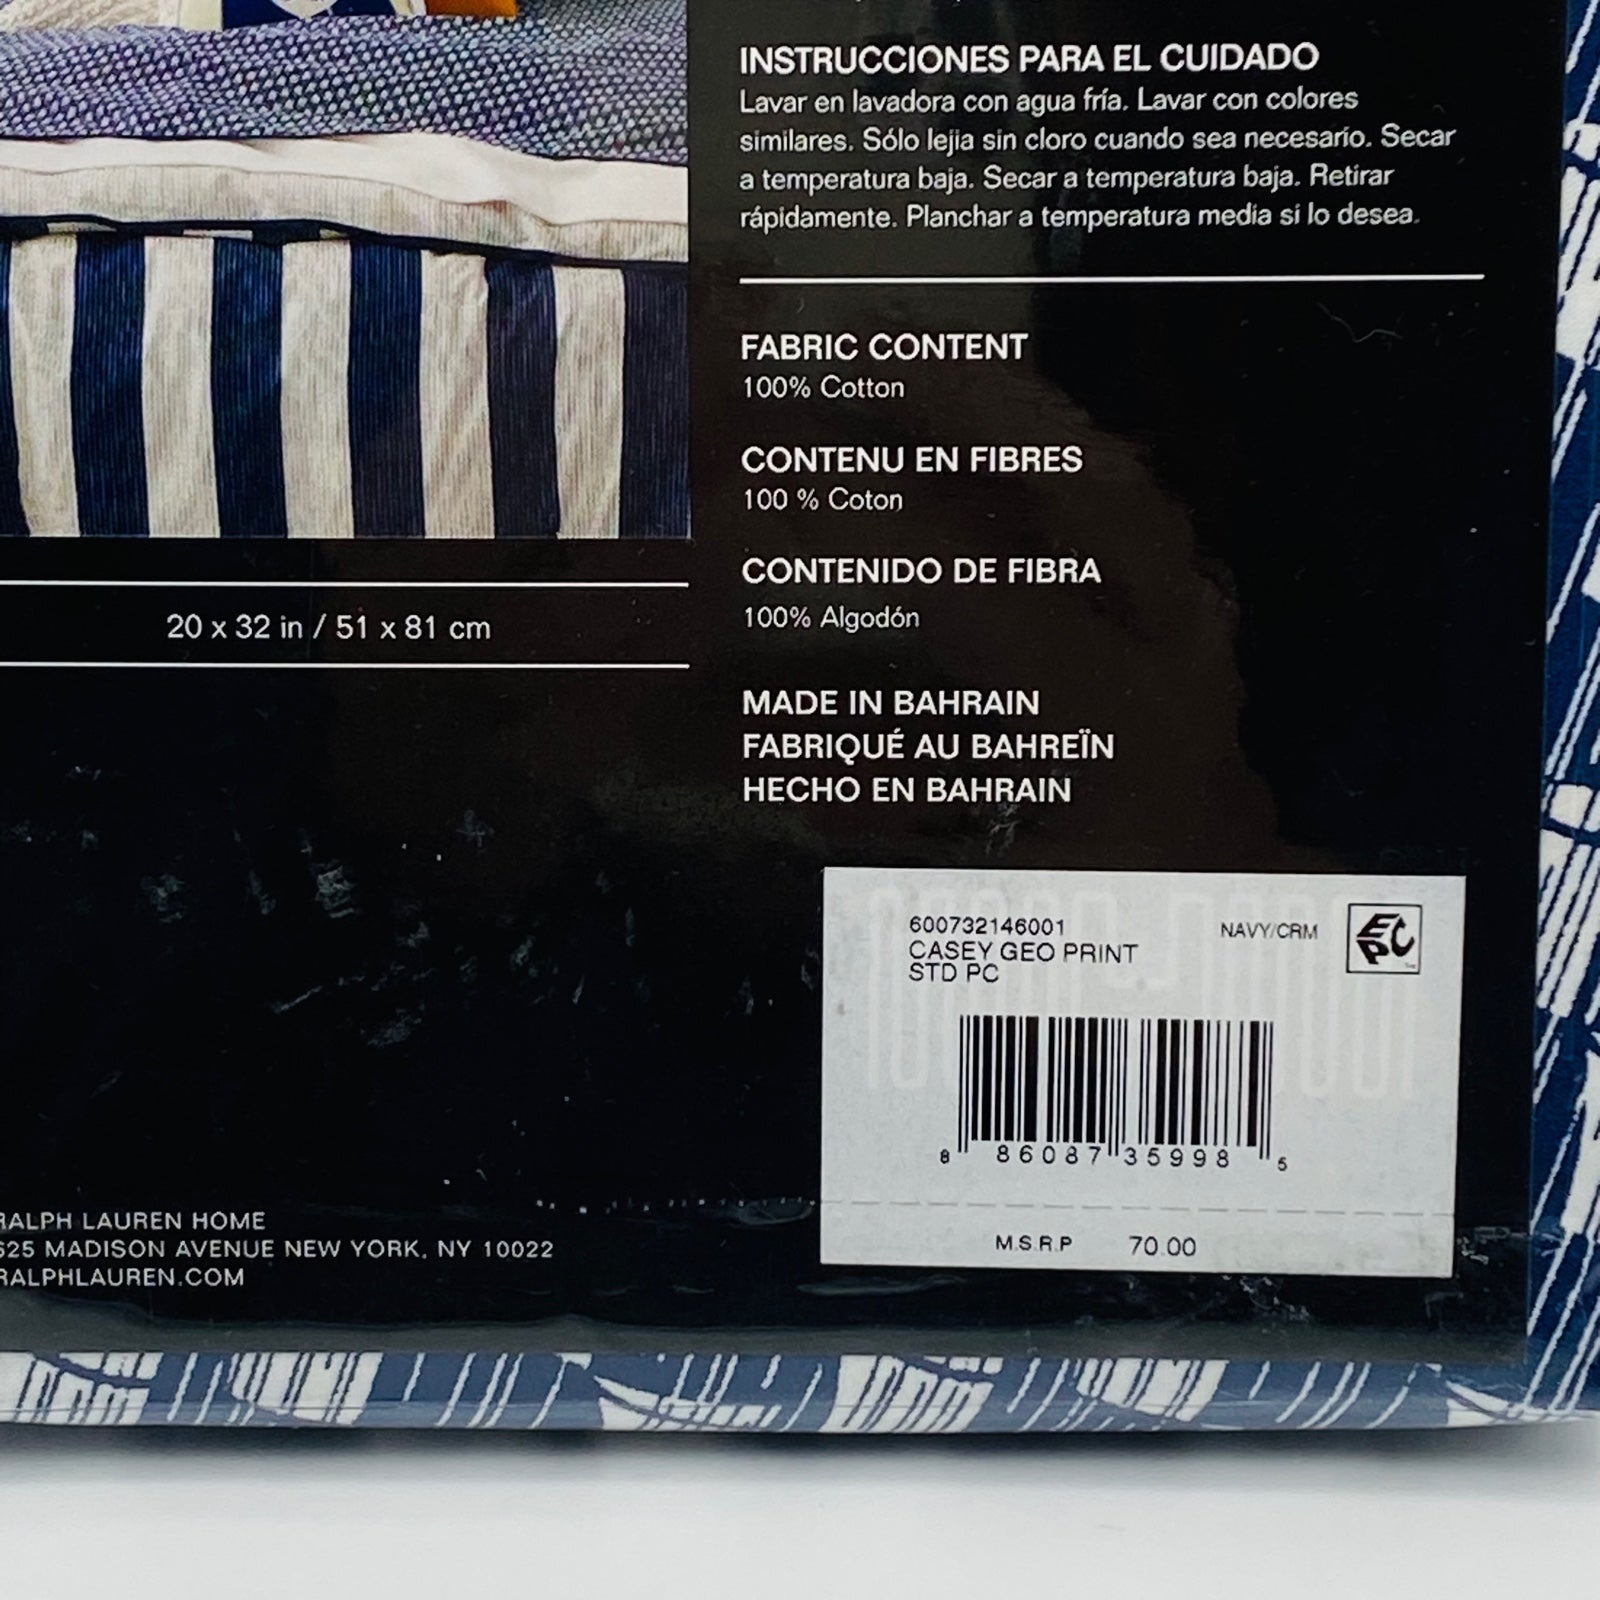 INSTRUCCIONES PARA EL CUIDADO
Lavar en lavadora con agua fría. Lavar con colores
similares. Sólo lejia sin cloro cuando sea necesario. Secar
a temperatura baja. Secar a temperatura baja. Retirar
rápidamente. Planchar a temperatura media si lo desea.
FABRIC CONTENT
100% Cotton
CONTENU EN FIBRES
100 % Coton
CONTENIDO DE FIBRA
100% Algodón
20 x 32 in / 51 x 81 cm
MADE IN BAHRAIN
FABRIQUÉ AU BAHREÏN
HECHO EN BAHRAIN
600732146001 NAVY/CRM
CASEY GEO PRINT
STD PC
EPC
8 86087 35998 5
M.S.R.P 70.00
RALPH LAUREN HOME
625 MADISON AVENUE NEW YORK, NY 10022
RALPHLAUREN.COM